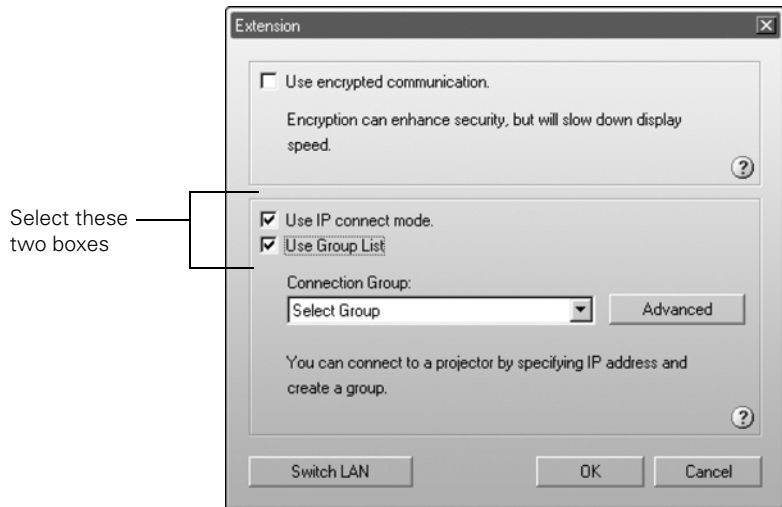 Extension
Use encrypted communication.
Encryption can enhance security, but will slow down display
speed.
?
Select these
two boxes
Use IP connect mode.
Use Group List
Connection Group:
Select Group
Advanced
You can connect to a projector by specifying IP address and
create a group.
?
Switch LAN
OK
Cancel